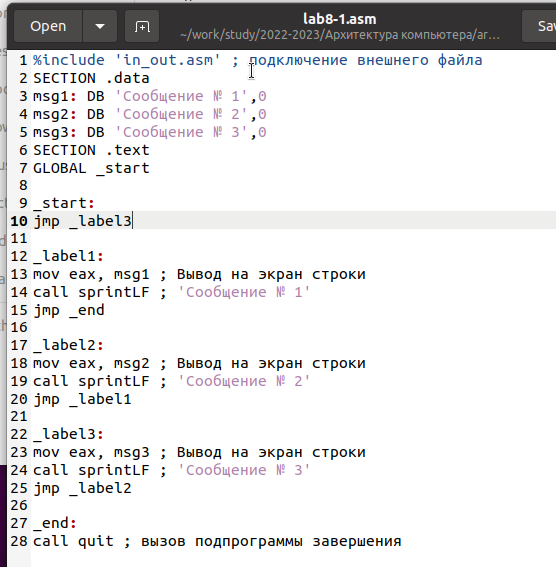 Open
lab8-1.asm
~/work/study/2022-2023/Архитектура компьютера/аг…
1 %include 'in_out.asm' ; подключение внешнего файла
2 SECTION .data
3 msg1: DB 'Сообщение № 1',0
4 msg2: DB 'Сообщение № 2',0
5 msg3: DB 'Сообщение № 3',0
6 SECTION .text
7 GLOBAL _start
8
9 _start:
10 jmp _label3
11
12 _label1:
13 mov eax, msg1 ; Вывод на экран строки
14 call sprintLF ; 'Сообщение № 1'
15 jmp _end
16
17 _label2:
18 mov eax, msg2 ; Вывод на экран строки
19 call sprintLF ; 'Сообщение № 2'
20 jmp _label1
21
22 _label3:
23 mov eax, msg3 ; Вывод на экран строки
24 call sprintLF ; 'Сообщение № 3'
25 jmp _label2
26
27 _end:
28 call quit ; вызов подпрограммы завершения